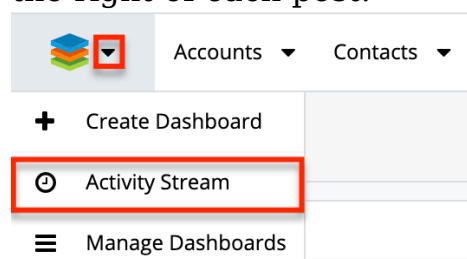 the right of each post.
Accounts Contacts
Create Dashboard
Activity Stream
Manage Dashboards